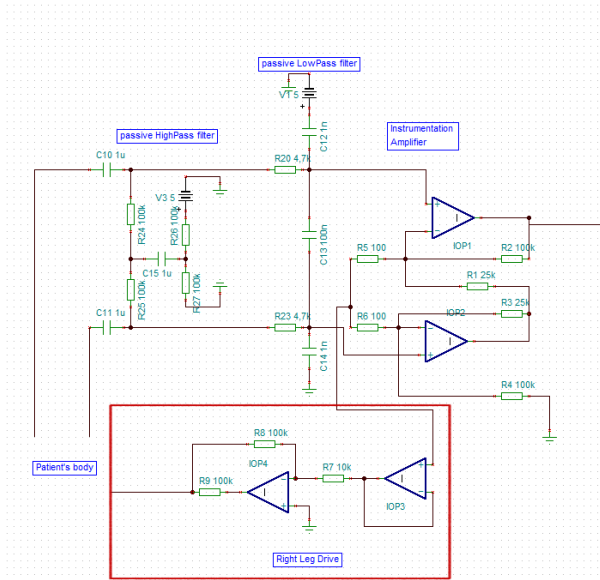 passive LowPass filter
VT 5
+
C12 1n
passive HighPass filter
Instrumentation
Amplifier
C10 1u
R20 4,7k
V3 5
+
R24 100k
R26 100k
C13 100n
+
IOP1
R5 100
R2 100k
C15 1u
R1 25k
R25 100k
R27 100k
R3 25k
C11 1u
R23 4,7k
R6 100
IOP2
+
C14 1n
R4 100k
R8 100k
Patient's body
IOP4
R7 10k
+
R9 100k
IOP3
+
Right Leg Drive